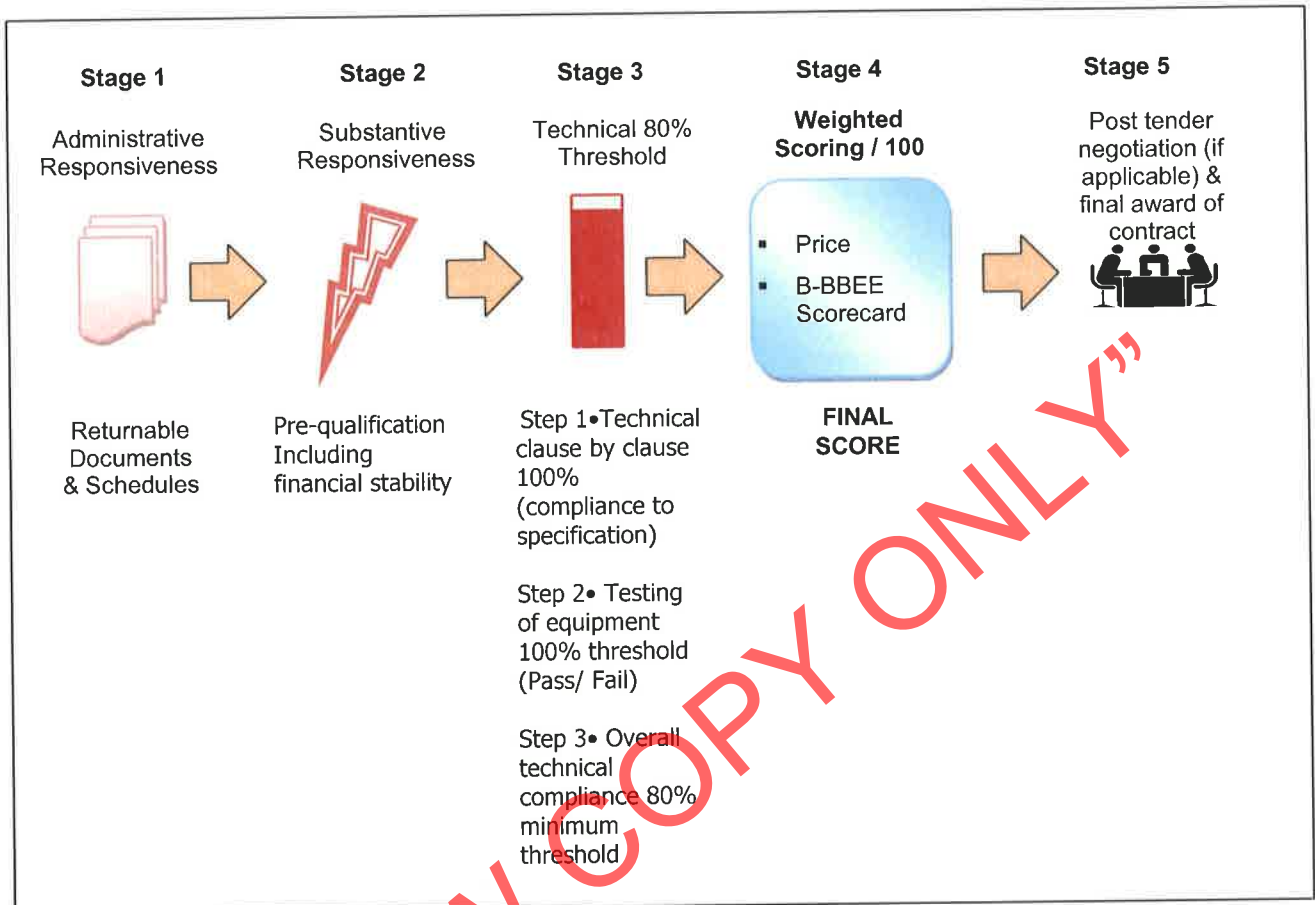 Stage 1
Administrative
Responsiveness
Returnable
Documents
& Schedules
Stage 2
Substantive
Responsiveness
Pre-qualification
Including
financial stability
Stage 3
Technical 80%
Threshold
Step 1•Technical
clause by clause
100%
(compliance to
specification)
Step 2• Testing
of equipment
100% threshold
(Pass/ Fail)
Step 3• Overall
technical
compliance 80%
minimum
threshold
Stage 4
Weighted
Scoring / 100
▪ Price
▪ B-BBEE
Scorecard
FINAL
SCORE
Stage 5
Post tender
negotiation (if
applicable) &
final award of
contract
COPY ONLY”